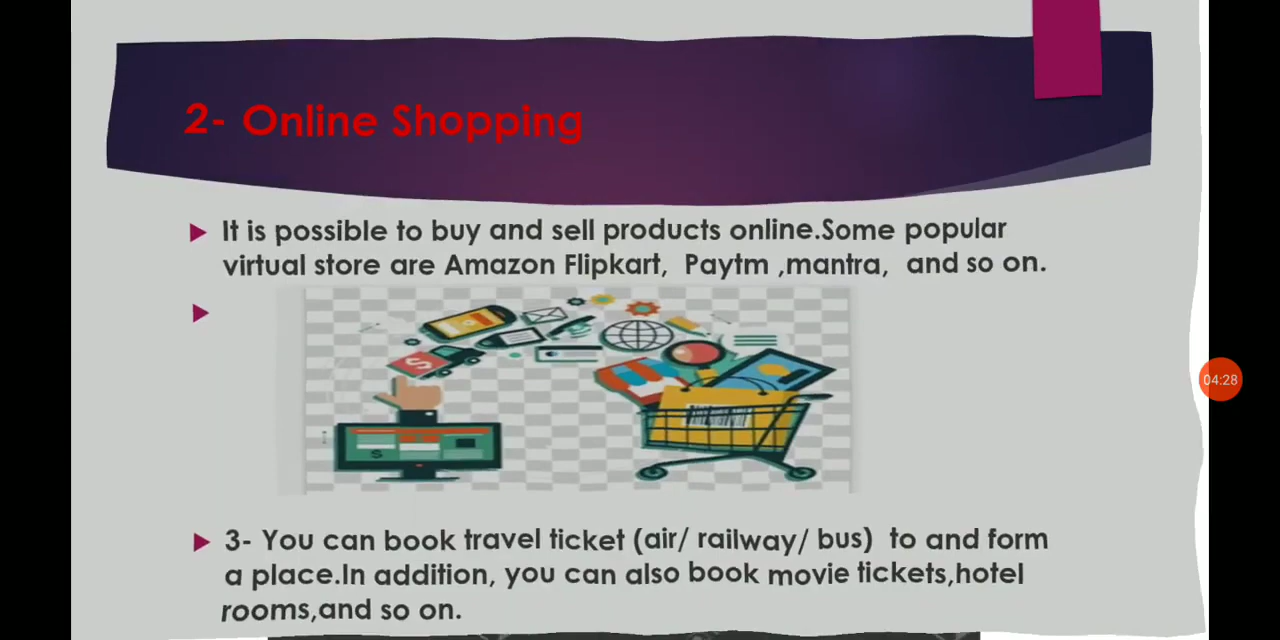 2- Online Shopping
It is possible to buy and sell products online.Some popular
virtual store are Amazon Flipkart, Paytm ,mantra, and so on.
$
$
3- You can book travel ticket (air/ railway/ bus) to and form
a place.In addition, you can also book movie tickets,hotel
rooms,and so on.
04:28